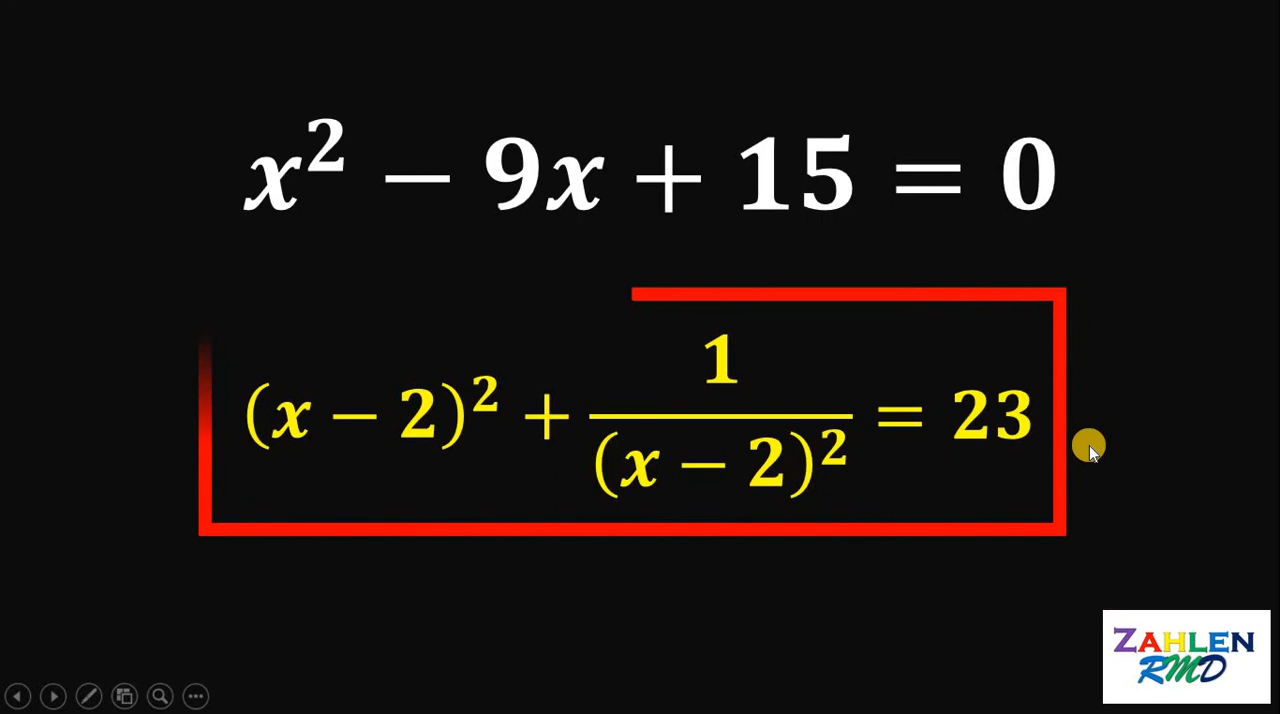 x² − 9x + 15 = 0
(x − 2)² + 1/(x − 2)² = 23
ZAHLEN
RMD